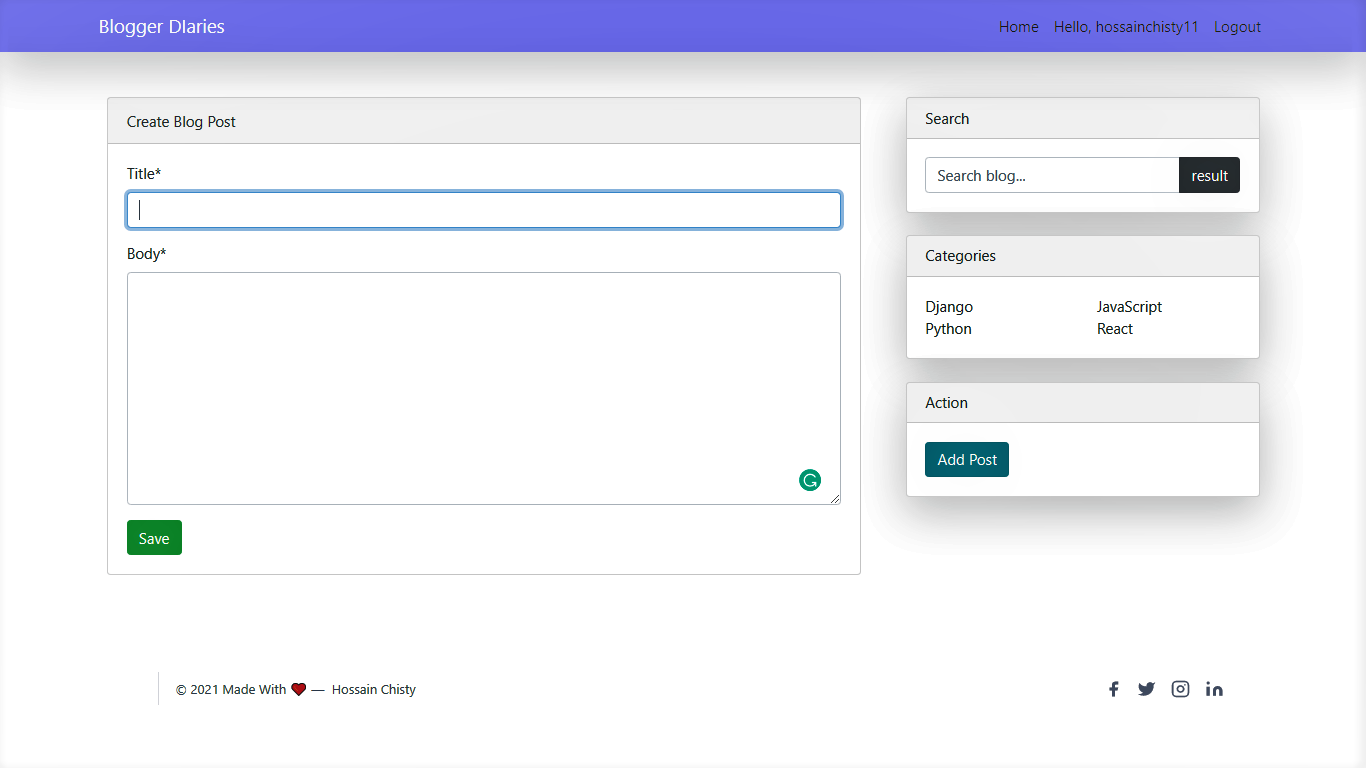 Blogger DIaries
Home Hello, hossainchisty11 Logout
Create Blog Post
Title*
Body*
Save
Search
Search blog... result
Categories
Django JavaScript
Python React
Action
Add Post
© 2021 Made With ❤ — Hossain Chisty